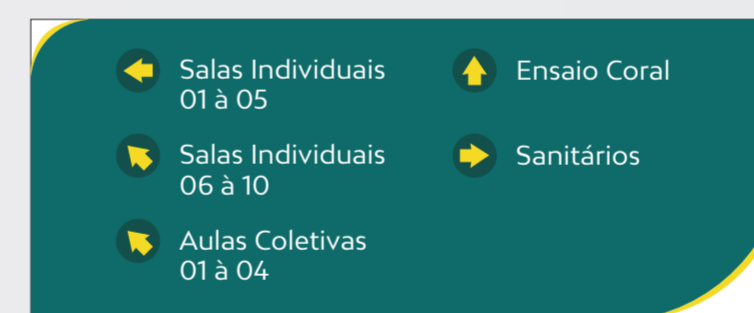 Salas Individuais
01 à 05
Salas Individuais
06 à 10
Aulas Coletivas
01 à 04
Ensaio Coral
Sanitários